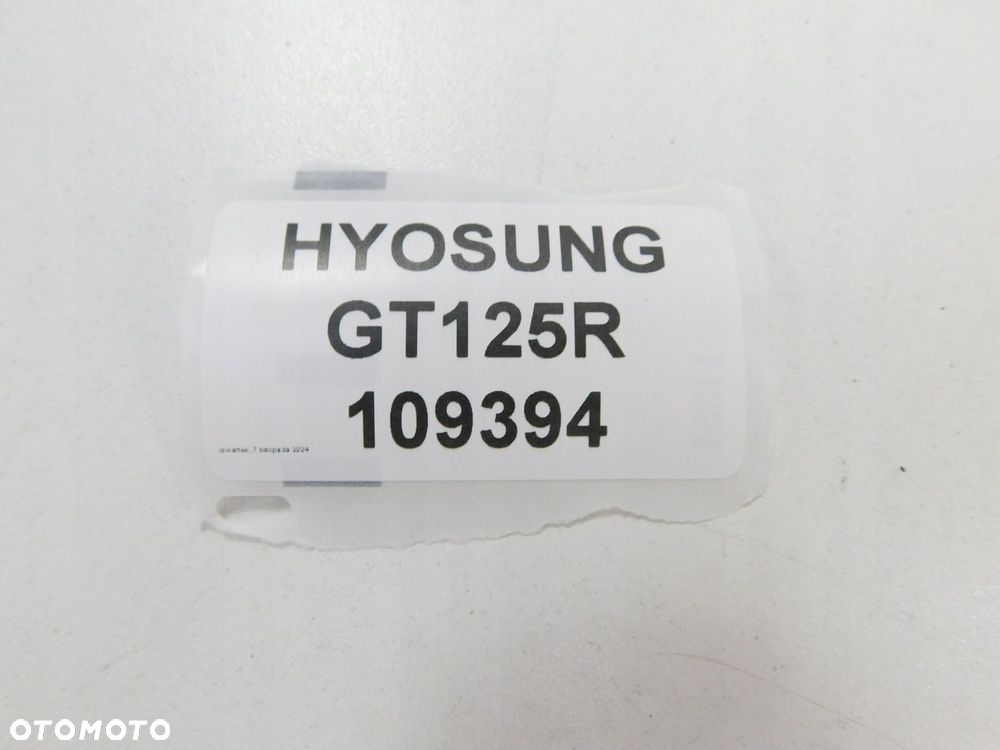 HYOSUNG
GT125R
109394
czwartek, 7 listopada 2024
OTOMOTO